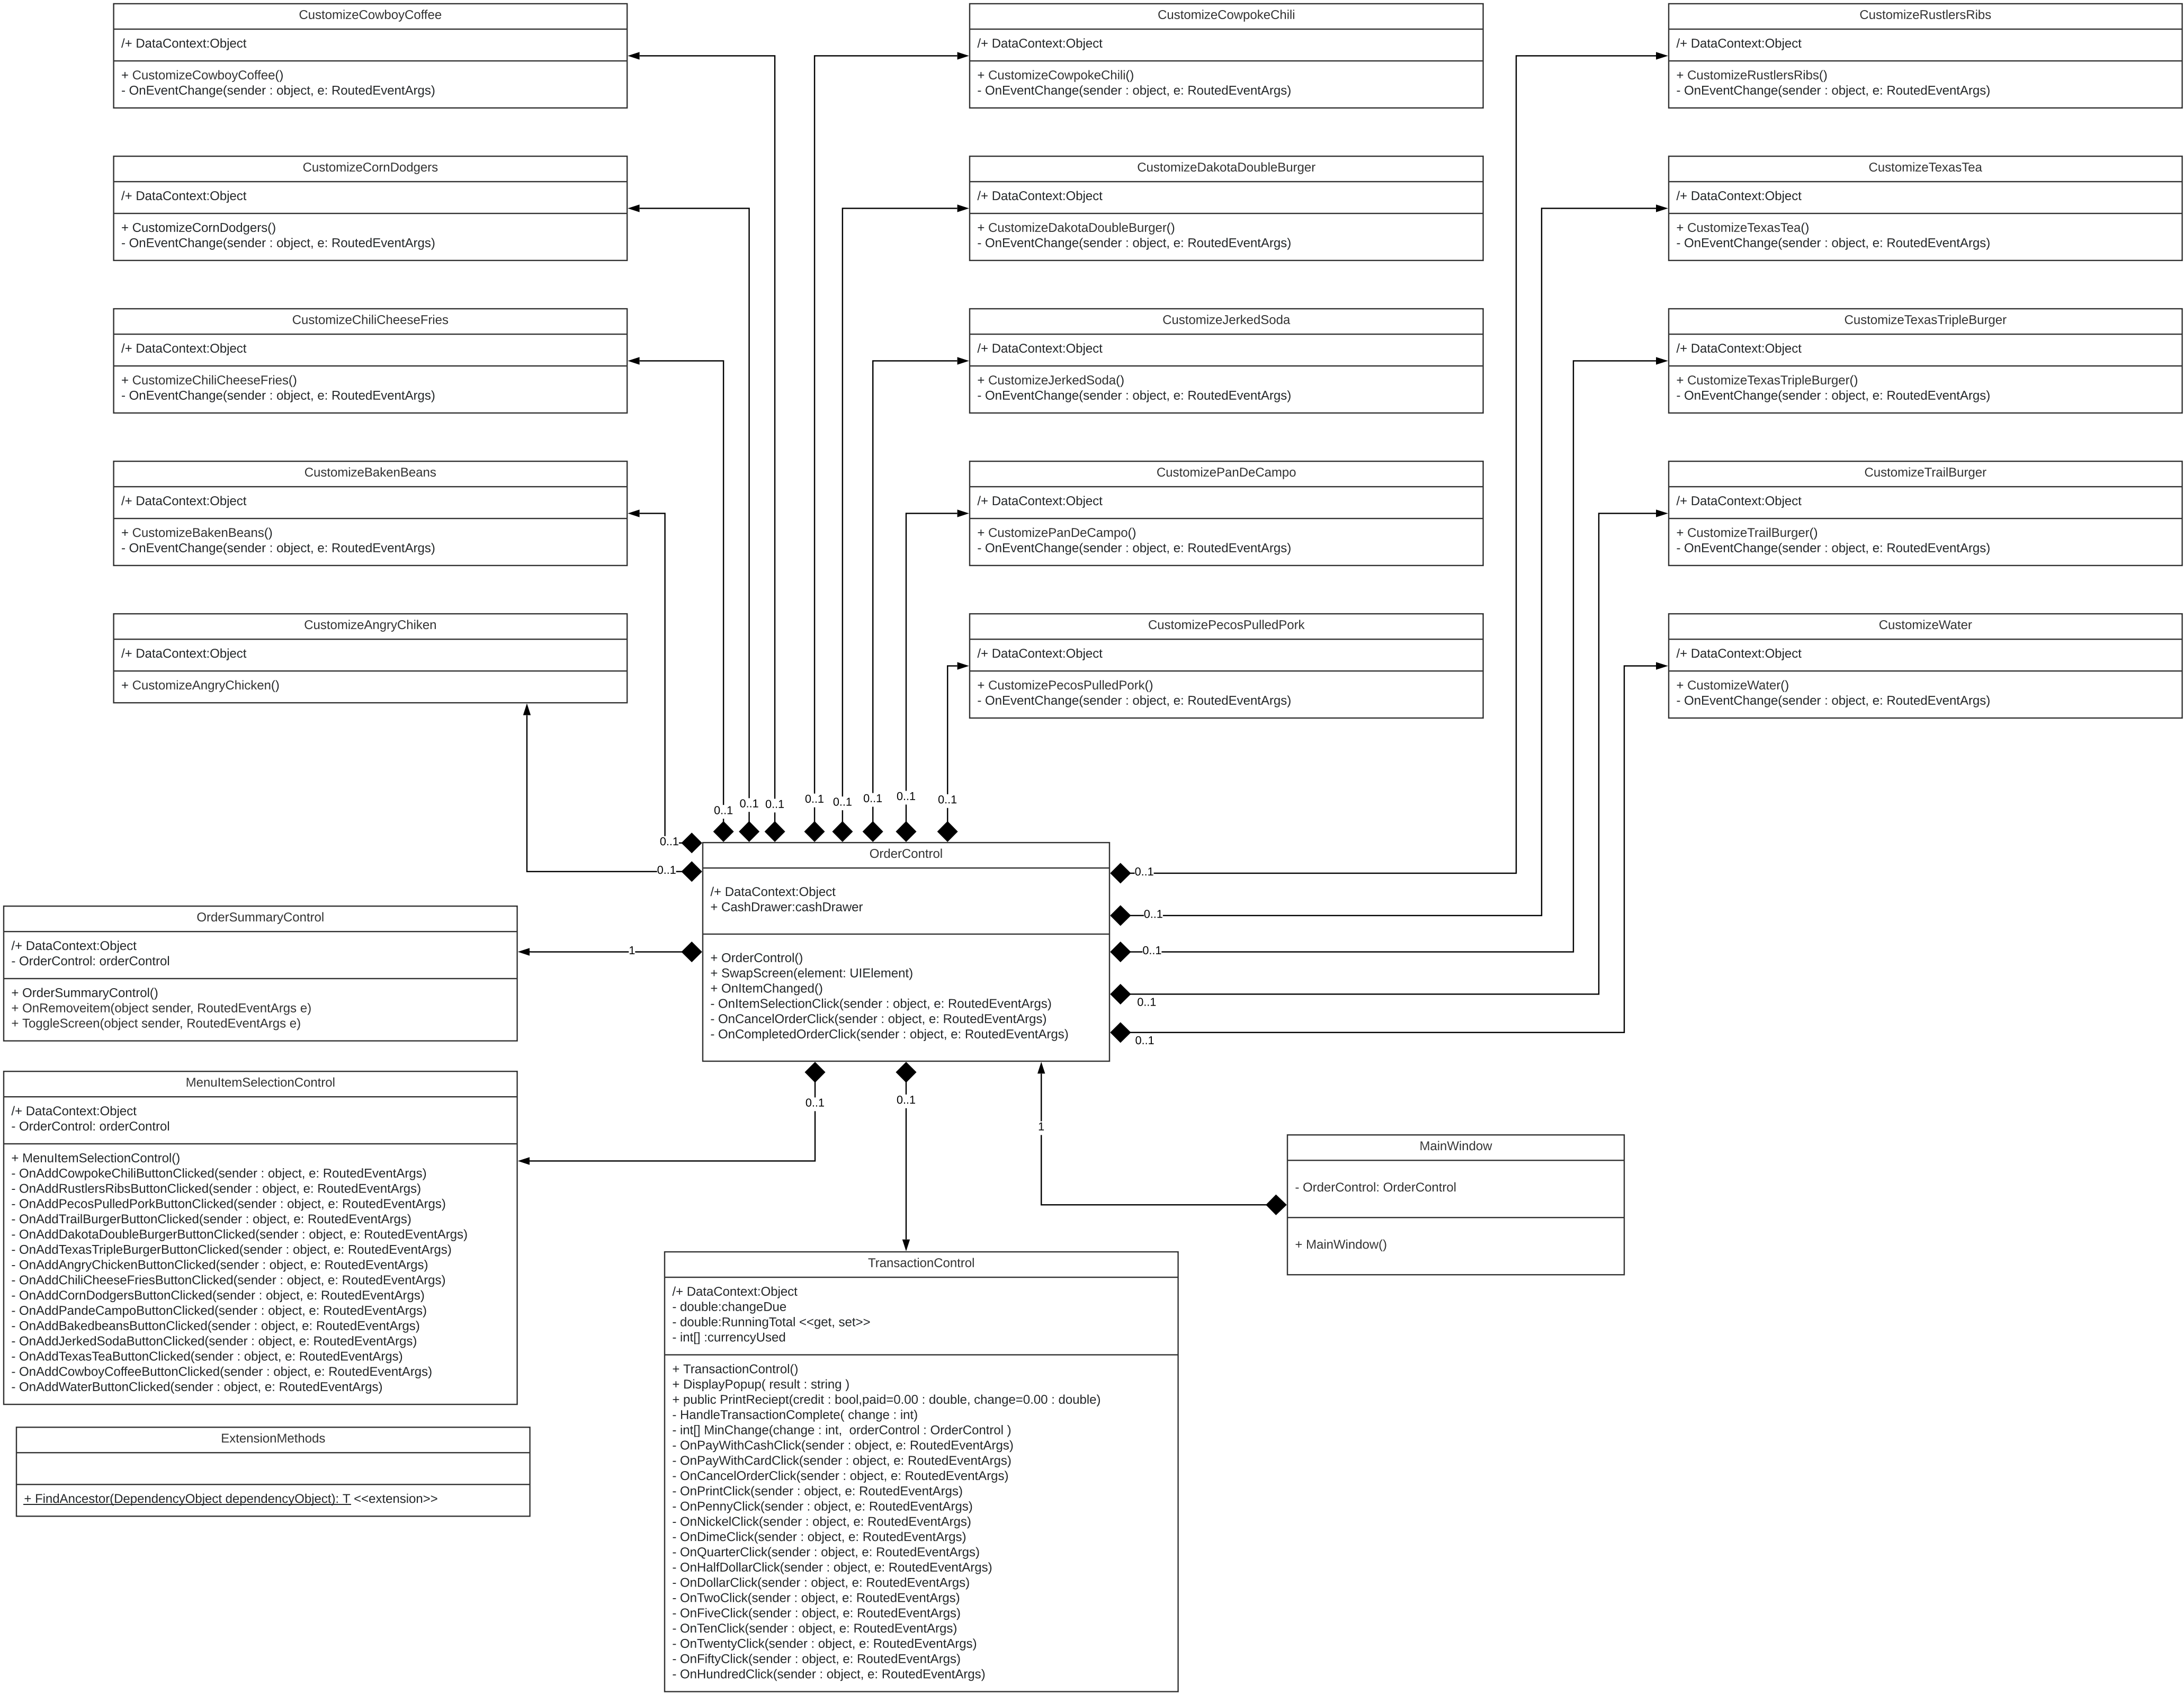 CustomizeCowboyCoffee
/+ DataContext:Object
+ CustomizeCowboyCoffee()
- OnEventChange(sender : object, e: RoutedEventArgs)
CustomizeCowpokeChili
/+ DataContext:Object
+ CustomizeCowpokeChili()
- OnEventChange(sender : object, e: RoutedEventArgs)
CustomizeRustlersRibs
/+ DataContext:Object
+ CustomizeRustlersRibs()
- OnEventChange(sender : object, e: RoutedEventArgs)
CustomizeCornDodgers
/+ DataContext:Object
+ CustomizeCornDodgers()
- OnEventChange(sender : object, e: RoutedEventArgs)
CustomizeDakotaDoubleBurger
/+ DataContext:Object
+ CustomizeDakotaDoubleBurger()
- OnEventChange(sender : object, e: RoutedEventArgs)
CustomizeTexasTea
/+ DataContext:Object
+ CustomizeTexasTea()
- OnEventChange(sender : object, e: RoutedEventArgs)
CustomizeChiliCheeseFries
/+ DataContext:Object
+ CustomizeChiliCheeseFries()
- OnEventChange(sender : object, e: RoutedEventArgs)
CustomizeJerkedSoda
/+ DataContext:Object
+ CustomizeJerkedSoda()
- OnEventChange(sender : object, e: RoutedEventArgs)
CustomizeTexasTripleBurger
/+ DataContext:Object
+ CustomizeTexasTripleBurger()
- OnEventChange(sender : object, e: RoutedEventArgs)
CustomizeBakenBeans
/+ DataContext:Object
+ CustomizeBakenBeans()
- OnEventChange(sender : object, e: RoutedEventArgs)
CustomizePanDeCampo
/+ DataContext:Object
+ CustomizePanDeCampo()
- OnEventChange(sender : object, e: RoutedEventArgs)
CustomizeTrailBurger
/+ DataContext:Object
+ CustomizeTrailBurger()
- OnEventChange(sender : object, e: RoutedEventArgs)
CustomizeAngryChiken
/+ DataContext:Object
+ CustomizeAngryChicken()
CustomizePecosPulledPork
/+ DataContext:Object
+ CustomizePecosPulledPork()
- OnEventChange(sender : object, e: RoutedEventArgs)
CustomizeWater
/+ DataContext:Object
+ CustomizeWater()
- OnEventChange(sender : object, e: RoutedEventArgs)
0..1
0..1
0..1
0..1
0..1
0..1
0..1
0..1
0..1
0..1
OrderControl
/+ DataContext:Object
+ CashDrawer:cashDrawer
+ OrderControl()
+ SwapScreen(element: UIElement)
+ OnItemChanged()
- OnItemSelectionClick(sender : object, e: RoutedEventArgs)
- OnCancelOrderClick(sender : object, e: RoutedEventArgs)
- OnCompletedOrderClick(sender : object, e: RoutedEventArgs)
0..1
0..1
0..1
0..1
0..1
OrderSummaryControl
/+ DataContext:Object
- OrderControl: orderControl
+ OrderSummaryControl()
+ OnRemoveitem(object sender, RoutedEventArgs e)
+ ToggleScreen(object sender, RoutedEventArgs e)
1
0..1
0..1
1
MenuItemSelectionControl
/+ DataContext:Object
- OrderControl: orderControl
+ MenuItemSelectionControl()
- OnAddCowpokeChiliButtonClicked(sender : object, e: RoutedEventArgs)
- OnAddRustlersRibsButtonClicked(sender : object, e: RoutedEventArgs)
- OnAddPecosPulledPorkButtonClicked(sender : object, e: RoutedEventArgs)
- OnAddTrailBurgerButtonClicked(sender : object, e: RoutedEventArgs)
- OnAddDakotaDoubleBurgerButtonClicked(sender : object, e: RoutedEventArgs)
- OnAddTexasTripleBurgerButtonClicked(sender : object, e: RoutedEventArgs)
- OnAddAngryChickenButtonClicked(sender : object, e: RoutedEventArgs)
- OnAddChiliCheeseFriesButtonClicked(sender : object, e: RoutedEventArgs)
- OnAddCornDodgersButtonClicked(sender : object, e: RoutedEventArgs)
- OnAddPandeCampoButtonClicked(sender : object, e: RoutedEventArgs)
- OnAddBakedbeansButtonClicked(sender : object, e: RoutedEventArgs)
- OnAddJerkedSodaButtonClicked(sender : object, e: RoutedEventArgs)
- OnAddTexasTeaButtonClicked(sender : object, e: RoutedEventArgs)
- OnAddCowboyCoffeeButtonClicked(sender : object, e: RoutedEventArgs)
- OnAddWaterButtonClicked(sender : object, e: RoutedEventArgs)
MainWindow
- OrderControl: OrderControl
+ MainWindow()
TransactionControl
/+ DataContext:Object
- double:changeDue
- double:RunningTotal <<get, set>>
- int[] :currencyUsed
+ TransactionControl()
+ DisplayPopup( result : string )
+ public PrintReciept(credit : bool,paid=0.00 : double, change=0.00 : double)
- HandleTransactionComplete( change : int)
- int[] MinChange(change : int,  orderControl : OrderControl )
- OnPayWithCashClick(sender : object, e: RoutedEventArgs)
- OnPayWithCardClick(sender : object, e: RoutedEventArgs)
- OnCancelOrderClick(sender : object, e: RoutedEventArgs)
- OnPrintClick(sender : object, e: RoutedEventArgs)
- OnPennyClick(sender : object, e: RoutedEventArgs)
- OnNickelClick(sender : object, e: RoutedEventArgs)
- OnDimeClick(sender : object, e: RoutedEventArgs)
- OnQuarterClick(sender : object, e: RoutedEventArgs)
- OnHalfDollarClick(sender : object, e: RoutedEventArgs)
- OnDollarClick(sender : object, e: RoutedEventArgs)
- OnTwoClick(sender : object, e: RoutedEventArgs)
- OnFiveClick(sender : object, e: RoutedEventArgs)
- OnTenClick(sender : object, e: RoutedEventArgs)
- OnTwentyClick(sender : object, e: RoutedEventArgs)
- OnFiftyClick(sender : object, e: RoutedEventArgs)
- OnHundredClick(sender : object, e: RoutedEventArgs)
ExtensionMethods
+ FindAncestor(DependencyObject dependencyObject): T <<extension>>